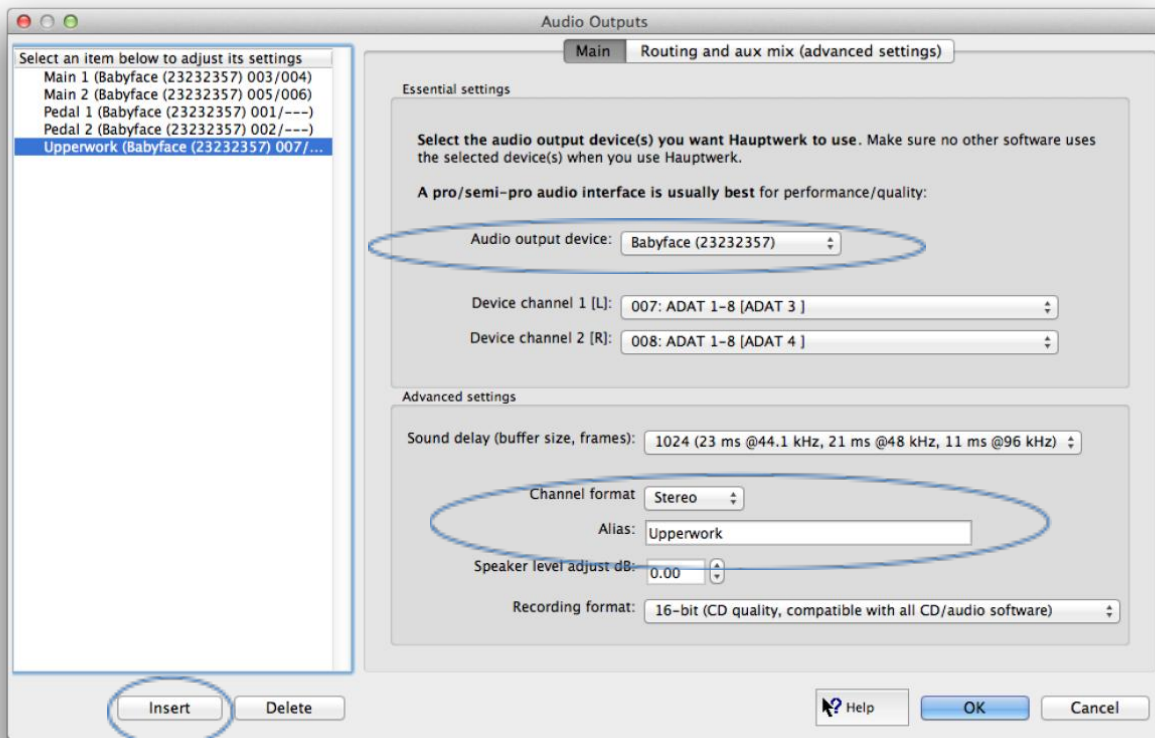 Audio Outputs
Select an item below to adjust its settings
Main 1 (Babyface (23232357) 003/004)
Main 2 (Babyface (23232357) 005/006)
Pedal 1 (Babyface (23232357) 001/---)
Pedal 2 (Babyface (23232357) 002/---)
Upperwork (Babyface (23232357) 007/...
Main
Routing and aux mix (advanced settings)
Essential settings
Select the audio output device(s) you want Hauptwerk to use. Make sure no other software uses
the selected device(s) when you use Hauptwerk.
A pro/semi-pro audio interface is usually best for performance/quality:
Audio output device: Babyface (23232357)
Device channel 1 [L]: 007: ADAT 1-8 [ADAT 3 ]
Device channel 2 [R]: 008: ADAT 1-8 [ADAT 4 ]
Advanced settings
Sound delay (buffer size, frames): 1024 (23 ms @44.1 kHz, 21 ms @48 kHz, 11 ms @96 kHz)
Channel format Stereo
Alias: Upperwork
Speaker level adjust dB: 0.00
Recording format: 16-bit (CD quality, compatible with all CD/audio software)
Insert
Delete
Help
OK
Cancel